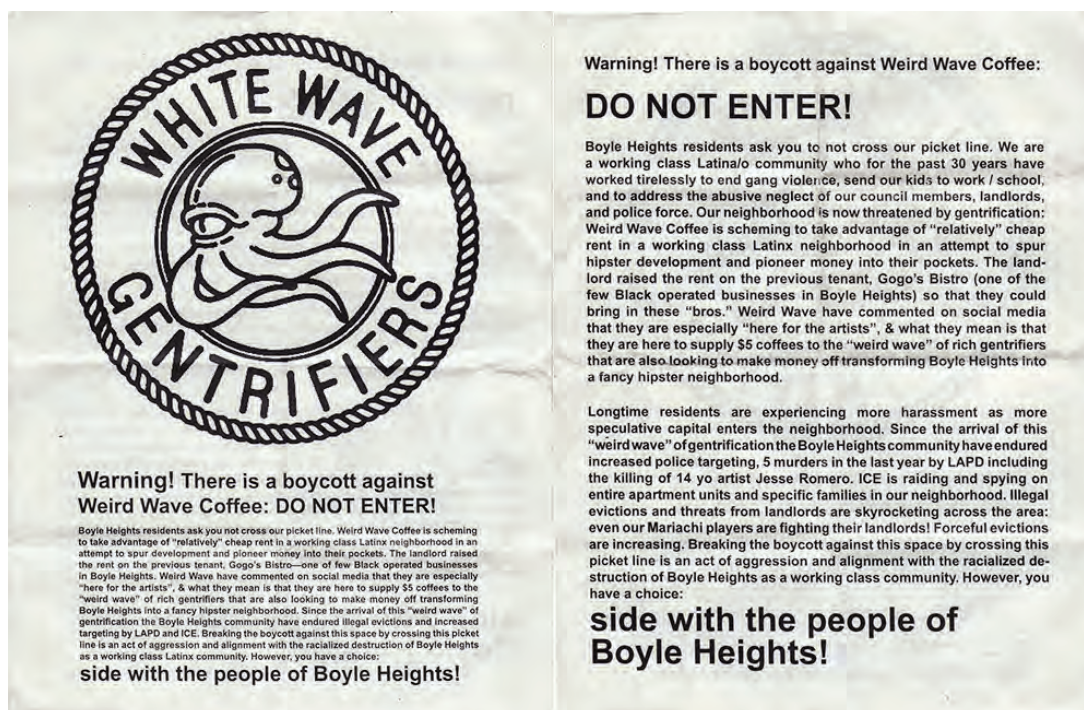 WHITE WAVE
GENTRIFIERS
Warning! There is a boycott against
Weird Wave Coffee: DO NOT ENTER!
Boyle Heights residents ask you not cross our picket line. Weird Wave Coffee is scheming
to take advantage of "relatively" cheap rent in a working class Latinx neighborhood in an
attempt to spur development and pioneer money into their pockets. The landlord raised
the rent on the previous tenant, Gogo's Bistro—one of few Black operated businesses
in Boyle Heights. Weird Wave have commented on social media that they are especially
"here for the artists", & what they mean is that they are here to supply $5 coffees to the
"weird wave" of rich gentrifiers that are also looking to make money off transforming
Boyle Heights into a fancy hipster neighborhood. Since the arrival of this "weird wave" of
gentrification the Boyle Heights community have endured illegal evictions and increased
targeting by LAPD and ICE. Breaking the boycott against this space by crossing this picket
line is an act of aggression and alignment with the racialized destruction of Boyle Heights
as a working class Latinx community. However, you have a choice:
side with the people of Boyle Heights!
Warning! There is a boycott against Weird Wave Coffee:
DO NOT ENTER!
Boyle Heights residents ask you to not cross our picket line. We are
a working class Latina/o community who for the past 30 years have
worked tirelessly to end gang violence, send our kids to work / school,
and to address the abusive neglect of our council members, landlords,
and police force. Our neighborhood is now threatened by gentrification:
Weird Wave Coffee is scheming to take advantage of "relatively" cheap
rent in a working class Latinx neighborhood in an attempt to spur
hipster development and pioneer money into their pockets. The land-
lord raised the rent on the previous tenant, Gogo's Bistro (one of the
few Black operated businesses in Boyle Heights) so that they could
bring in these "bros." Weird Wave have commented on social media
that they are especially "here for the artists", & what they mean is that
they are here to supply $5 coffees to the "weird wave" of rich gentrifiers
that are also looking to make money off transforming Boyle Heights into
a fancy hipster neighborhood.
Longtime residents are experiencing more harassment as more
speculative capital enters the neighborhood. Since the arrival of this
"weird wave" of gentrification the Boyle Heights community have endured
increased police targeting, 5 murders in the last year by LAPD including
the killing of 14 yo artist Jesse Romero. ICE is raiding and spying on
entire apartment units and specific families in our neighborhood. Illegal
evictions and threats from landlords are skyrocketing across the area:
even our Mariachi players are fighting their landlords! Forceful evictions
are increasing. Breaking the boycott against this space by crossing this
picket line is an act of aggression and alignment with the racialized de-
struction of Boyle Heights as a working class community. However, you
have a choice:
side with the people of
Boyle Heights!